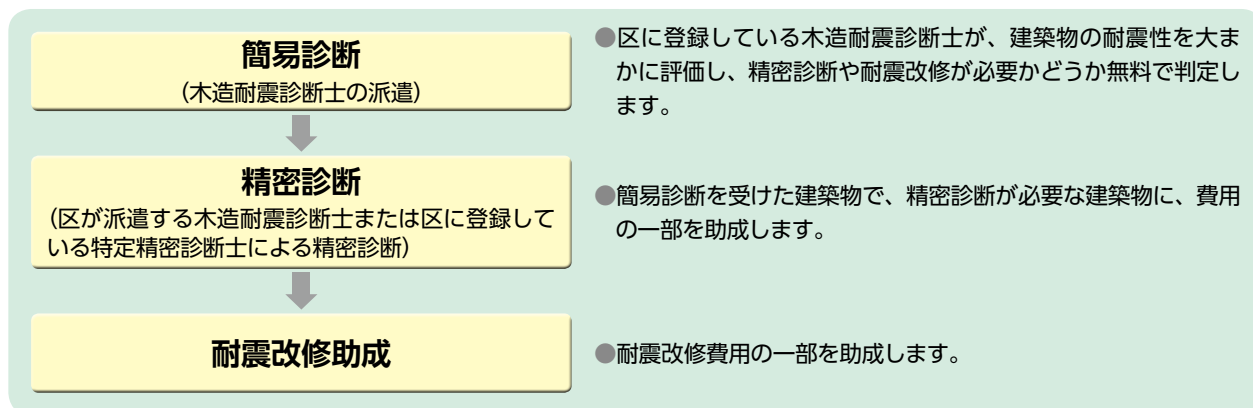 簡易診断
（木造耐震診断士の派遣）
●区に登録している木造耐震診断士が、建築物の耐震性を大ま
かに評価し、精密診断や耐震改修が必要かどうか無料で判定し
ます。
精密診断
（区が派遣する木造耐震診断士または区に登録して
いる特定精密診断士による精密診断）
●簡易診断を受けた建築物で、精密診断が必要な建築物に、費用
の一部を助成します。
耐震改修助成
●耐震改修費用の一部を助成します。